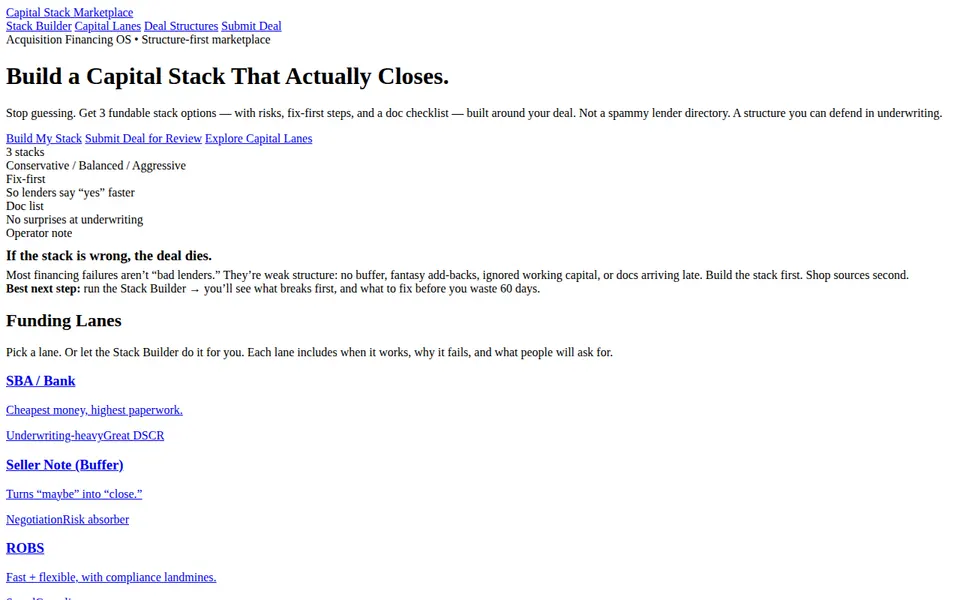 Capital Stack Marketplace
Stack Builder Capital Lanes Deal Structures Submit Deal
Acquisition Financing OS • Structure-first marketplace
Build a Capital Stack That Actually Closes.
Stop guessing. Get 3 fundable stack options — with risks, fix-first steps, and a doc checklist — built around your deal. Not a spammy lender directory. A structure you can defend in underwriting.
Build My Stack Submit Deal for Review Explore Capital Lanes
3 stacks
Conservative / Balanced / Aggressive
Fix-first
So lenders say “yes” faster
Doc list
No surprises at underwriting
Operator note
If the stack is wrong, the deal dies.
Most financing failures aren’t “bad lenders.” They’re weak structure: no buffer, fantasy add-backs, ignored working capital, or docs arriving late. Build the stack first. Shop sources second.
Best next step: run the Stack Builder → you’ll see what breaks first, and what to fix before you waste 60 days.
Funding Lanes
Pick a lane. Or let the Stack Builder do it for you. Each lane includes when it works, why it fails, and what people will ask for.
SBA / Bank
Cheapest money, highest paperwork.
Underwriting-heavyGreat DSCR
Seller Note (Buffer)
Turns “maybe” into “close.”
NegotiationRisk absorber
ROBS
Fast + flexible, with compliance landmines.